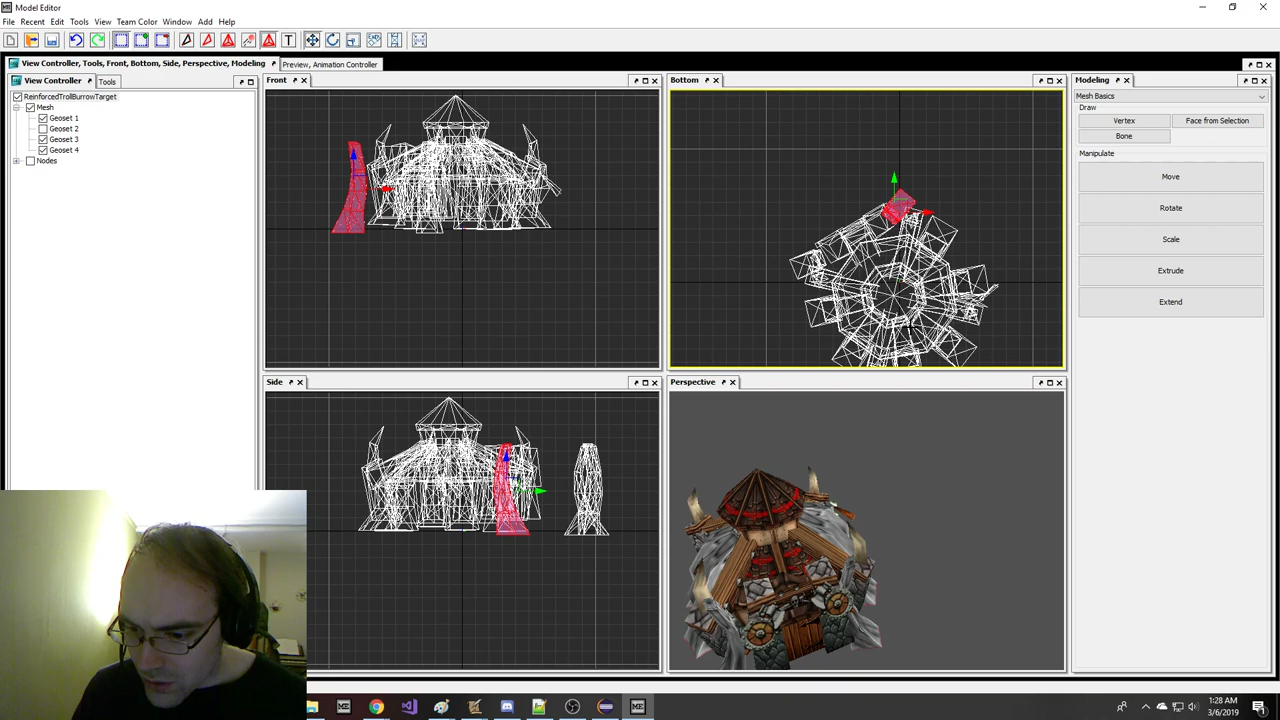 Model Editor
File Recent Edit Tools View Team Color Window Add Help
View Controller, Tools, Front, Bottom, Side, Perspective, Modeling
Preview, Animation Controller
View Controller
Tools
ReinforcedTrollBurrowTarget
Mesh
Geoset 1
Geoset 2
Geoset 3
Geoset 4
Nodes
Front
Bottom
Side
Perspective
Modeling
Mesh Basics
Draw
Vertex
Face from Selection
Bone
Manipulate
Move
Rotate
Scale
Extrude
Extend
1:28 AM
3/6/2019